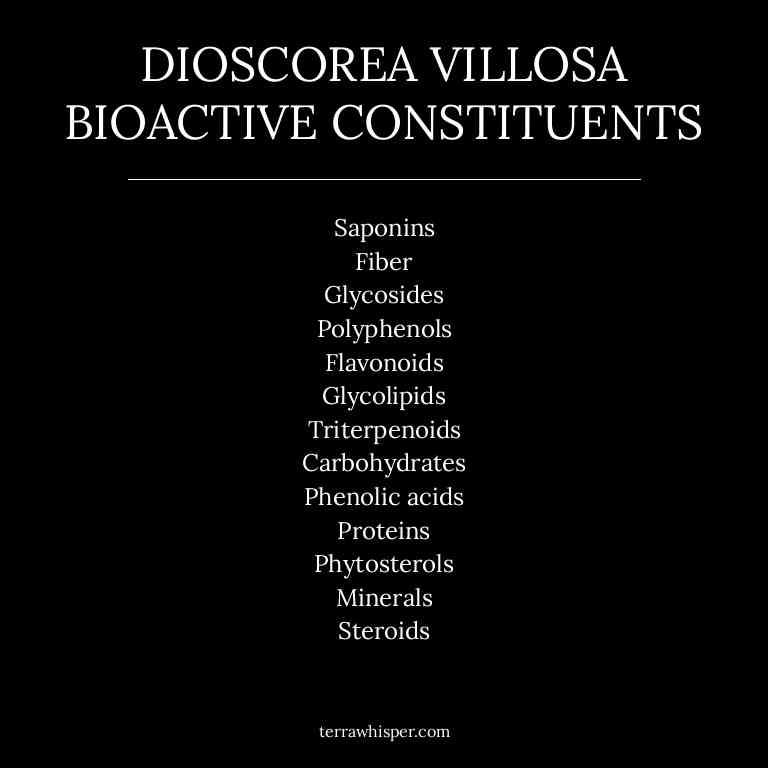 DIOSCOREA VILLOSA
BIOACTIVE CONSTITUENTS
Saponins
Fiber
Glycosides
Polyphenols
Flavonoids
Glycolipids
Triterpenoids
Carbohydrates
Phenolic acids
Proteins
Phytosterols
Minerals
Steroids
terrawhisper.com